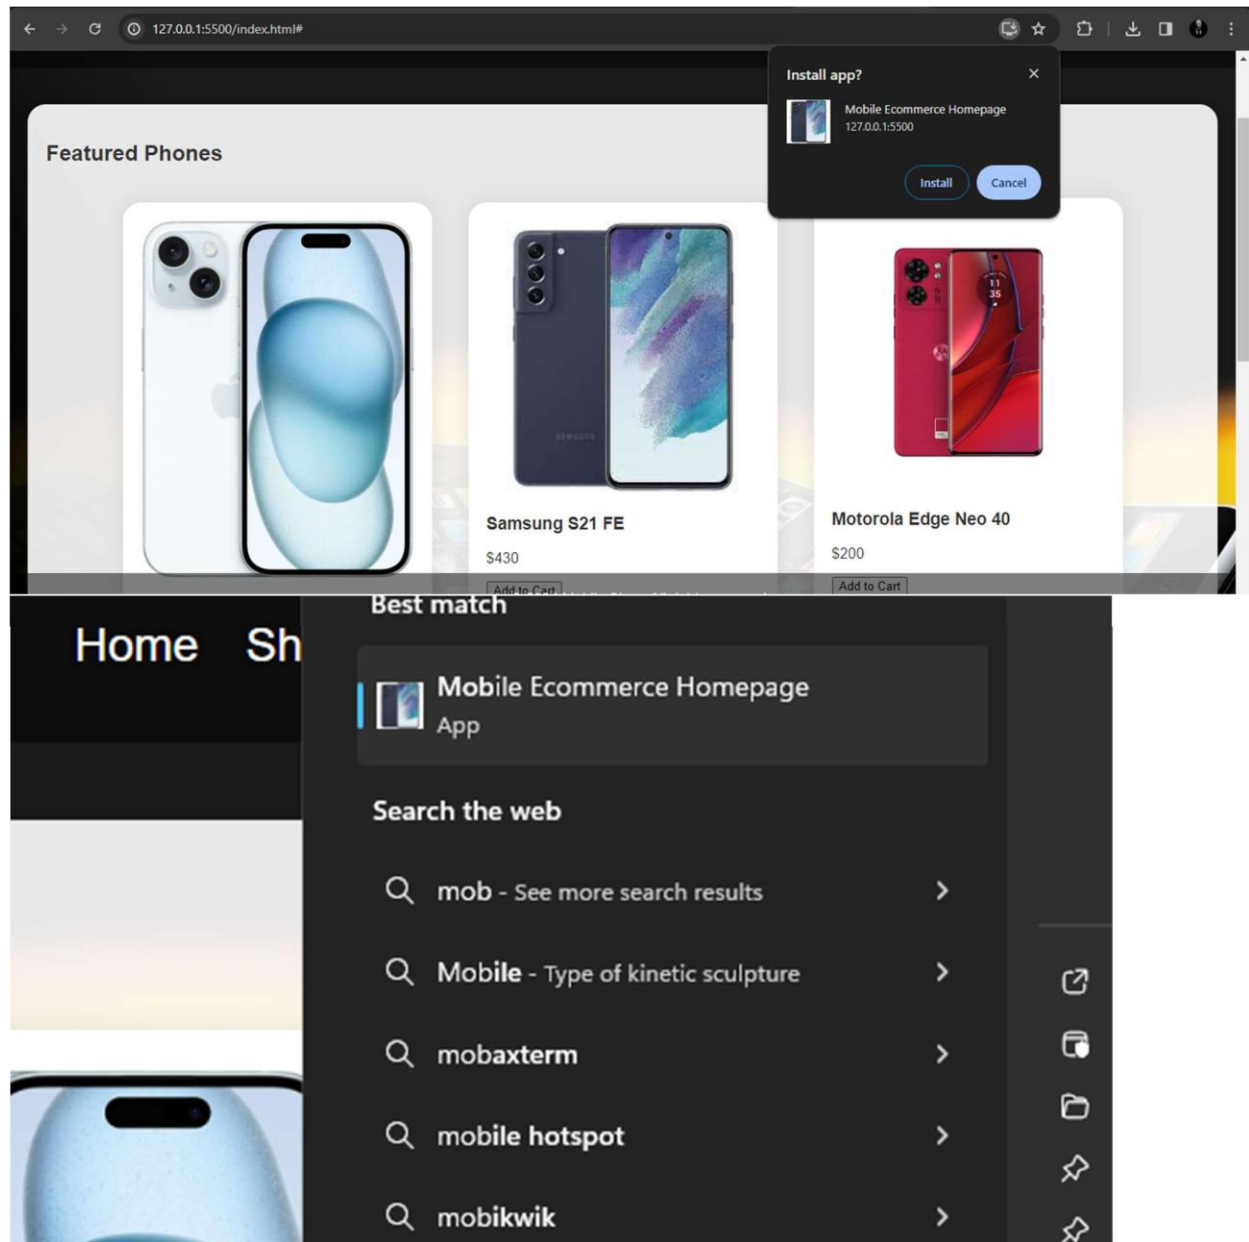 127.0.0.1:5500/index.html#
Install app?
Mobile Ecommerce Homepage
127.0.0.1:5500
Install
Cancel
Featured Phones
11
35
SAMSUNG
Samsung S21 FE
$430
Add to Cart
Motorola Edge Neo 40
$200
Add to Cart
Home Sh
Best match
Mobile Ecommerce Homepage
App
Search the web
mob - See more search results
Mobile - Type of kinetic sculpture
mobaxterm
mobile hotspot
mobikwik